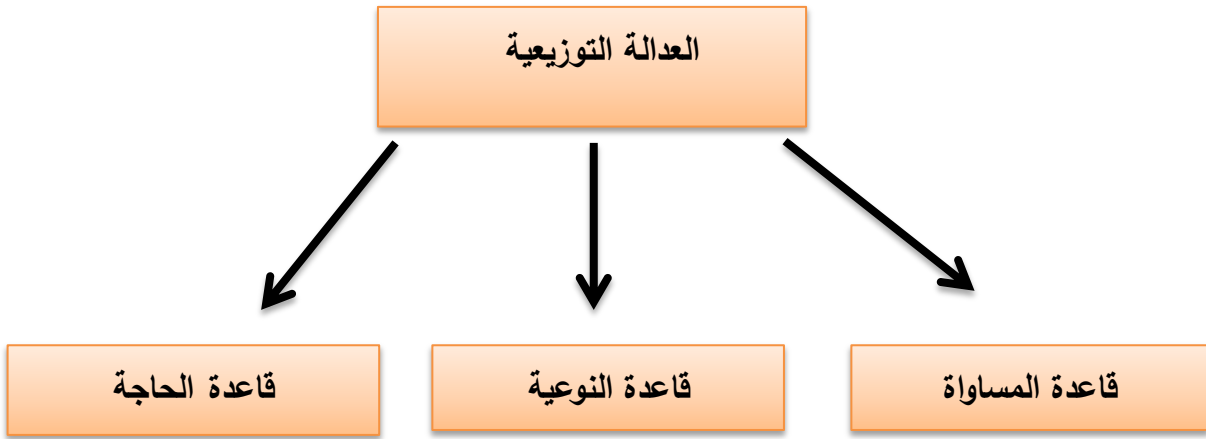 العدالة التوزيعية
قاعدة المساواة
قاعدة النوعية
قاعدة الحاجة